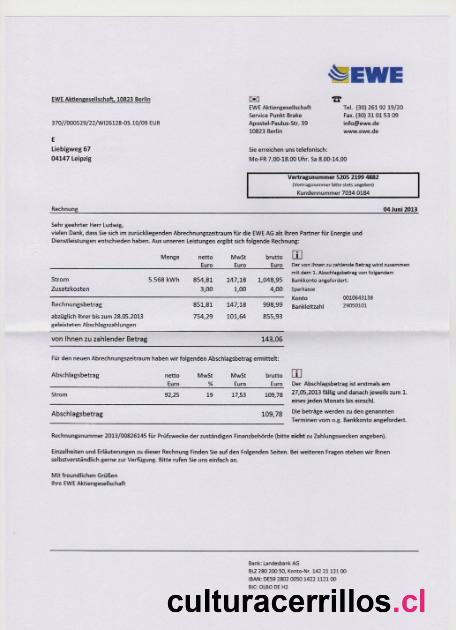 EWE
EWE Aktiengesellschaft, 10823 Berlin
EWE Aktiengesellschaft
Service Punkt Brake
Apostel-Paulus-Str. 39
10823 Berlin
Tel. (30) 261 92 19/20
Fax. (30) 31 01 53 09
info@ewe.de
www.ewe.de
370//000529/22/WI26128-05.10/09 EUR
E
Liebigweg 67
04147 Leipzig
Sie erreichen uns telefonisch:
Mo-FR 7.00-18.00 Uhr. Sa 8.00-14.00
Vertragsnummer 5205 2199 4882
(Vertragsnummer bitte stets angeben)
Kundennummer 7034 0184
Rechnung 04 Juni 2013
Sehr geehrter Herr Ludwig,
vielen Dank, dass Sie sich im zurückliegenden Abrechnungszeitraum für die EWE AG als Ihren Partner für Energie und
Dienstleistungen entschieden haben. Aus unseren Leistungen ergibt sich folgende Rechnung:
Menge netto MwSt brutto
Euro Euro Euro
Strom 5.568 kWh 854,81 147,18 1,048,95
Zusatzkosten 3,00 1,00 4,00
Rechnungsbetrag 851,81 147,18 998,99
abzüglich Ihrer bis zum 28.05.2013 754,29 101,64 855,93
geleisteten Abschlagszahlungen
von Ihnen zu zahlender Betrag 143,06
i
Der von Ihnen zu zahlende Betrag wird zusammen
mit dem 1. Abschlagsbetrag von folgendem
Bankkonto angefordert:
Sparkasse
Konto 0010643138
Bankleitzahl 29050101
Für den neuen Abrechnungszeitraum haben wir folgenden Abschlagsbetrag ermittelt:
Abschlagsbetrag netto MwSt MwSt brutto
Euro % Euro Euro
Strom 92,25 19 17,53 109,78
Abschlagsbetrag 109,78
i
Der Abschlagsbetrag ist erstmals am
27,05,2013 fällig und danach jeweils zum 1.
eines jeden Monats bis einschl.
Die beträge werden zu den genannten
Terminen vom o.g. Bankkonto angefordert.
Rechnungsnummer 2013/00826145 für Prüfzwecke der zuständigen Finanzbehörde (bitte nicht zu Zahlungszwecken angeben).
Einzelheiten und Erläuterungen zu dieser Rechnung Finden Sie auf den Folgenden Seiten. Bei weiteren Fragen stehen wir Ihnen
selbstverständlich gerne zur Verfügung. Bitte rufen Sie uns einfach an.
Mit freundlichen Grüßen
Ihre EWE Aktiengesellschaft
Bank: Landesbank AG
BLZ 280 200 50, Konto-Nr. 142 21 121 00
IBAN: DE59 2802 0050 1422 1121 00
BIC: OLBO DE H2
culturacerrillos.cl